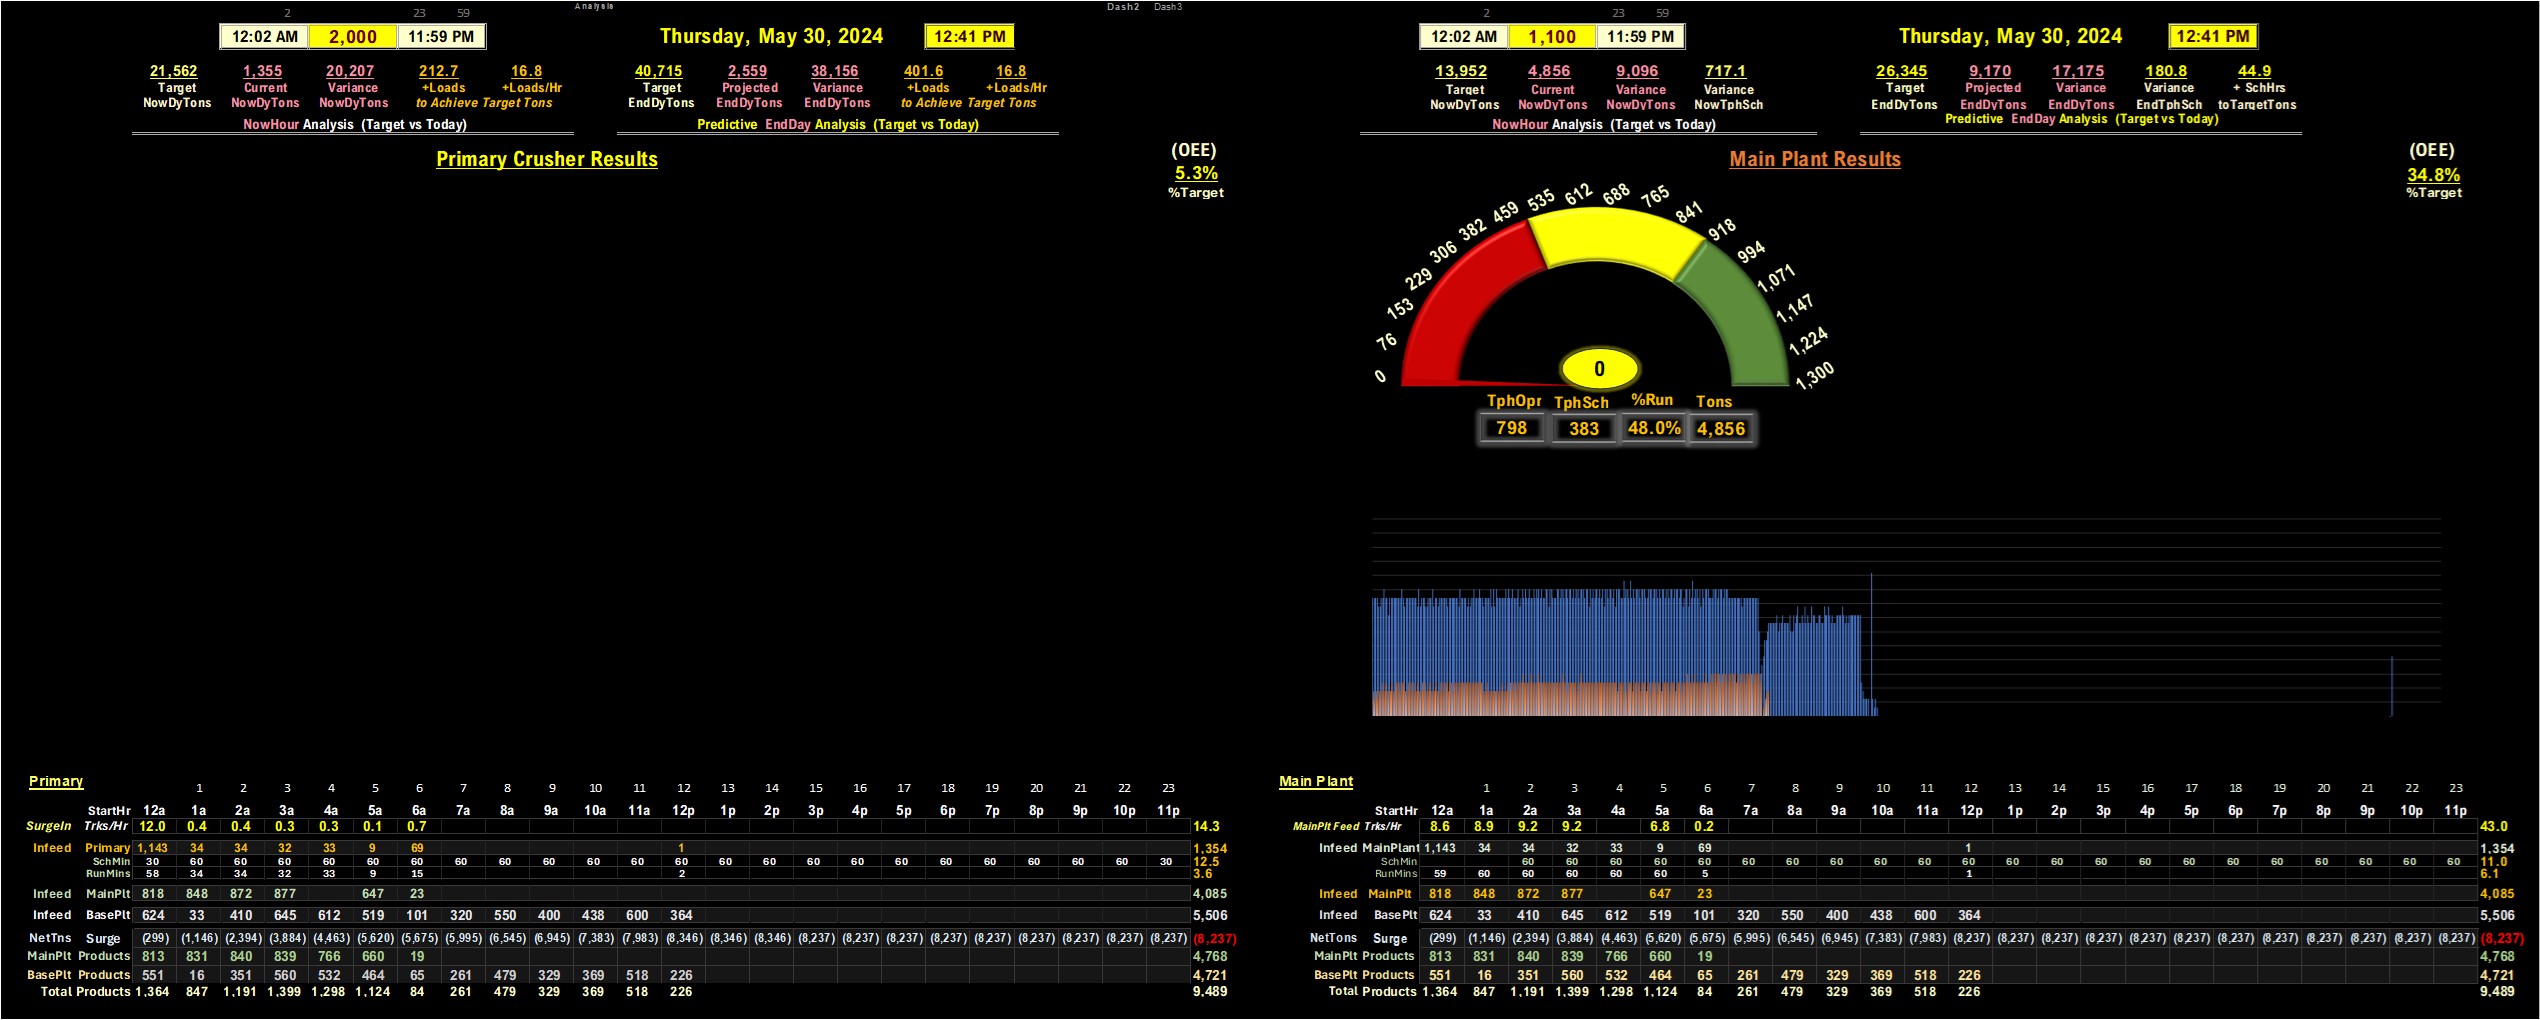 Analysis Dash2 Dash3
2 23 59
12:02 AM 2,000 11:59 PM
Thursday, May 30, 2024 12:41 PM
21,562 1,355 20,207 212.7 16.8
Target Current Variance +Loads +Loads/Hr
NowDyTons NowDyTons NowDyTons to Achieve Target Tons
NowHour Analysis (Target vs Today)
40,715 2,559 38,156 401.6 16.8
Target Projected Variance +Loads +Loads/Hr
EndDyTons EndDyTons EndDyTons to Achieve Target Tons
Predictive EndDay Analysis (Target vs Today)
Primary Crusher Results
(OEE)
5.3%
%Target
2 23 59
12:02 AM 1,100 11:59 PM
Thursday, May 30, 2024 12:41 PM
13,952 4,856 9,096 717.1
Target Current Variance Variance
NowDyTons NowDyTons NowDyTons NowTphSch
NowHour Analysis (Target vs Today)
26,345 9,170 17,175 180.8 44.9
Target Projected Variance Variance + SchHrs
EndDyTons EndDyTons EndDyTons EndTphSch toTargetTons
Predictive EndDay Analysis (Target vs Today)
Main Plant Results
(OEE)
34.8%
%Target
0 76 153 229 306 382 459 535 612 688 765 841 918 994 1,071 1,147 1,224 1,300
0
TphOpr TphSch %Run Tons
798 383 48.0% 4,856
Primary
1 2 3 4 5 6 7 8 9 10 11 12 13 14 15 16 17 18 19 20 21 22 23
StartHr 12a 1a 2a 3a 4a 5a 6a 7a 8a 9a 10a 11a 12p 1p 2p 3p 4p 5p 6p 7p 8p 9p 10p 11p
SurgeIn Trks/Hr 12.0 0.4 0.4 0.3 0.3 0.1 0.7 14.3
Infeed Primary 1,143 34 34 32 33 9 69 1 1,354
SchMin 30 60 60 60 60 60 60 60 60 60 60 60 60 60 60 60 60 60 60 60 60 60 60 30 12.5
RunMins 58 34 34 32 33 9 15 2 3.6
Infeed MainPlt 818 848 872 877 647 23 4,085
Infeed BasePlt 624 33 410 645 612 519 101 320 550 400 438 600 364 5,506
NetTns Surge (299) (1,146) (2,394) (3,884) (4,463) (5,620) (5,675) (5,995) (6,545) (6,945) (7,383) (7,983) (8,346) (8,346) (8,346) (8,237) (8,237) (8,237) (8,237) (8,237) (8,237) (8,237) (8,237) (8,237) (8,237)
MainPlt Products 813 831 840 839 766 660 19 4,768
BasePlt Products 551 16 351 560 532 464 65 261 479 329 369 518 226 4,721
Total Products 1,364 847 1,191 1,399 1,298 1,124 84 261 479 329 369 518 226 9,489
Main Plant
1 2 3 4 5 6 7 8 9 10 11 12 13 14 15 16 17 18 19 20 21 22 23
StartHr 12a 1a 2a 3a 4a 5a 6a 7a 8a 9a 10a 11a 12p 1p 2p 3p 4p 5p 6p 7p 8p 9p 10p 11p
MainPlt Feed Trks/Hr 8.6 8.9 9.2 9.2 6.8 0.2 43.0
Infeed MainPlant 1,143 34 34 32 33 9 69 1 1,354
SchMin 60 60 60 60 60 60 60 60 60 60 60 60 60 60 60 60 60 60 60 60 60 60 11.0
RunMins 59 60 60 60 60 60 5 1 6.1
Infeed MainPlt 818 848 872 877 647 23 4,085
Infeed BasePlt 624 33 410 645 612 519 101 320 550 400 438 600 364 5,506
NetTons Surge (299) (1,146) (2,394) (3,884) (4,463) (5,620) (5,675) (5,995) (6,545) (6,945) (7,383) (7,983) (8,237) (8,237) (8,237) (8,237) (8,237) (8,237) (8,237) (8,237) (8,237) (8,237) (8,237) (8,237) (8,237)
MainPlt Products 813 831 840 839 766 660 19 4,768
BasePlt Products 551 16 351 560 532 464 65 261 479 329 369 518 226 4,721
Total Products 1,364 847 1,191 1,399 1,298 1,124 84 261 479 329 369 518 226 9,489